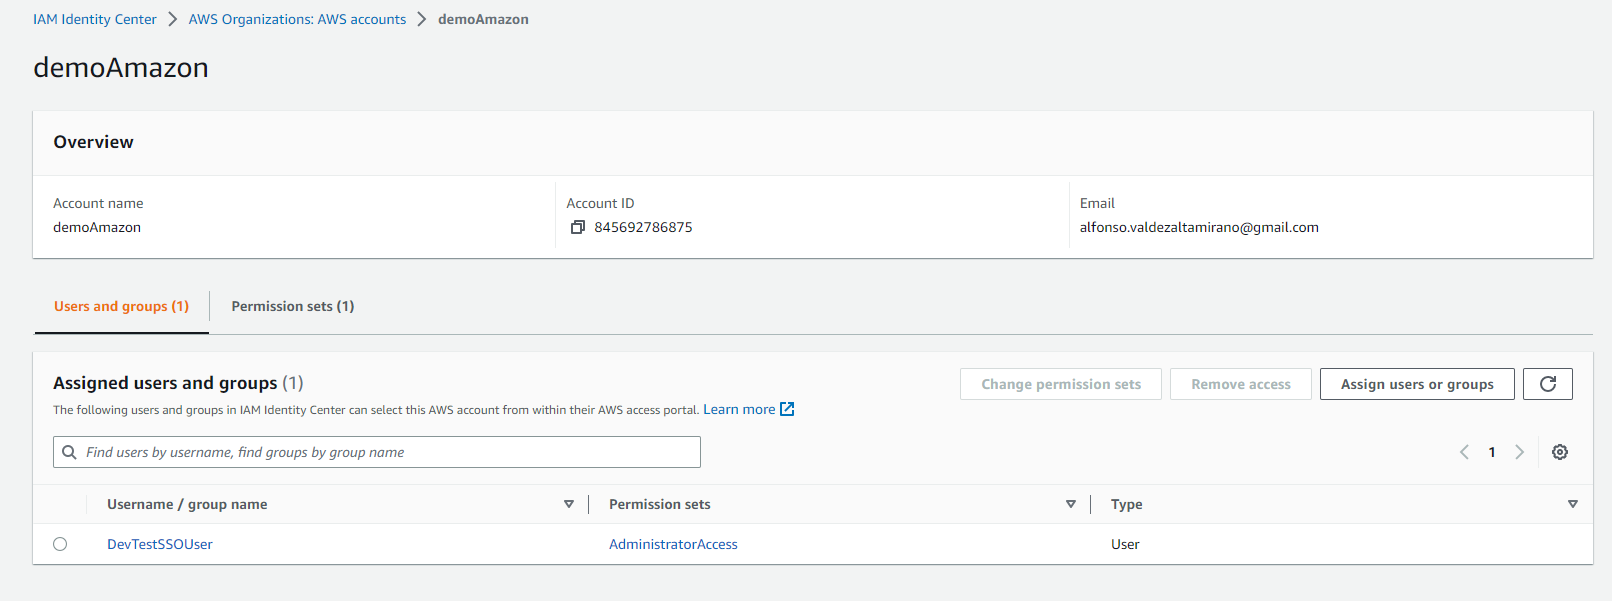 IAM Identity Center > AWS Organizations: AWS accounts > demoAmazon
demoAmazon
Overview
Account name
demoAmazon
Account ID
845692786875
Email
alfonso.valdezaltamirano@gmail.com
Users and groups (1)
Permission sets (1)
Assigned users and groups (1)
Change permission sets
Remove access
Assign users or groups
The following users and groups in IAM Identity Center can select this AWS account from within their AWS access portal. Learn more
Find users by username, find groups by group name
1
Username / group name
Permission sets
Type
DevTestSSOUser
AdministratorAccess
User